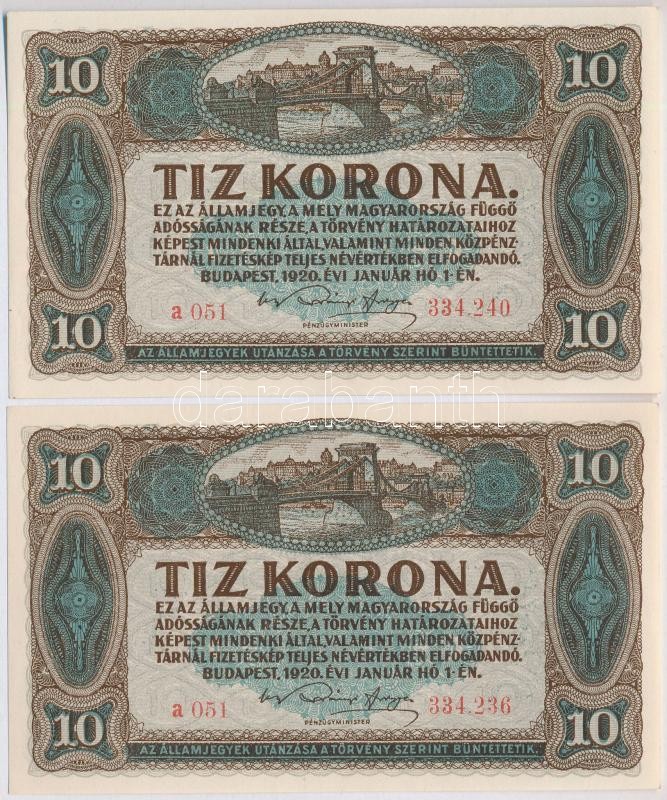 10 10
TIZ KORONA.
EZ AZ ÁLLAMJEGY, A MELY MAGYARORSZÁG FÜGGŐ
ADÓSSÁGÁNAK RÉSZE, A TÖRVÉNY HATÁROZATAIHOZ
KÉPEST MINDENKI ÁLTAL, VALAMINT MINDEN KÖZPÉNZ-
TÁRNÁL FIZETÉSKÉP TELJES NÉVÉRTÉKBEN ELFOGADANDÓ.
BUDAPEST, 1920. ÉVI JANUÁR HÓ 1-ÉN.
a 051 334.240
PÉNZÜGYMINISTER
10 10
AZ ÁLLAMJEGYEK UTÁNZÁSA A TÖRVÉNY SZERINT BÜNTETTETIK.
darabanth
10 10
TIZ KORONA.
EZ AZ ÁLLAMJEGY, A MELY MAGYARORSZÁG FÜGGŐ
ADÓSSÁGÁNAK RÉSZE, A TÖRVÉNY HATÁROZATAIHOZ
KÉPEST MINDENKI ÁLTAL, VALAMINT MINDEN KÖZPÉNZ-
TÁRNÁL FIZETÉSKÉP TELJES NÉVÉRTÉKBEN ELFOGADANDÓ.
BUDAPEST, 1920. ÉVI JANUÁR HÓ 1-ÉN.
a 051 334.236
PÉNZÜGYMINISTER
10 10
AZ ÁLLAMJEGYEK UTÁNZÁSA A TÖRVÉNY SZERINT BÜNTETTETIK.